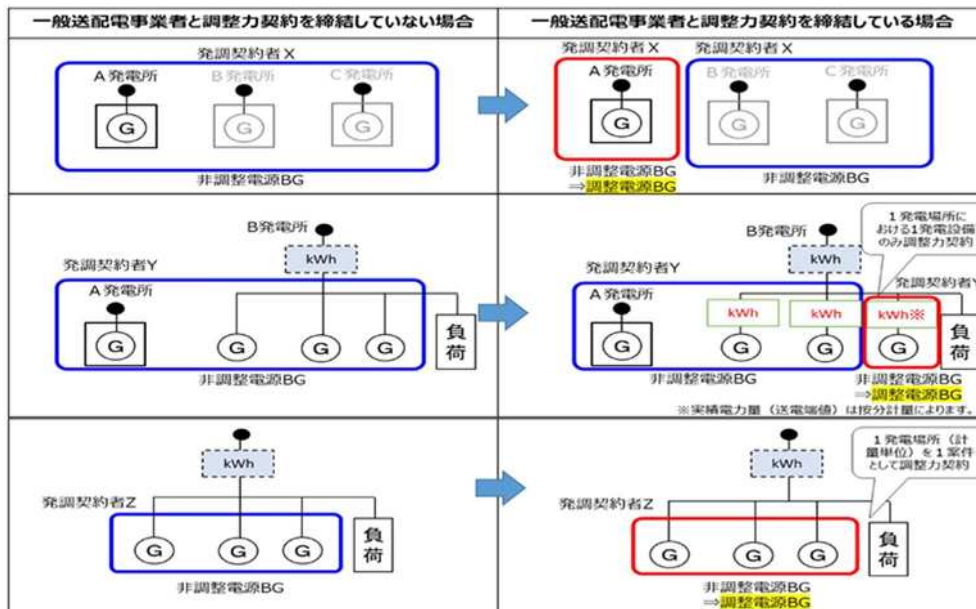 一般送配電事業者と調整力契約を締結していない場合
一般送配電事業者と調整力契約を締結している場合
発調契約者X
A発電所
B発電所
C発電所
G
G
G
非調整電源BG
発調契約者X
発調契約者X
A発電所
B発電所
C発電所
G
G
G
非調整電源BG
⇒調整電源BG
非調整電源BG
B発電所
kWh
発調契約者Y
A発電所
G
G
G
G
負荷
非調整電源BG
1発電場所に
おける1発電設備
のみ調整力契約
B発電所
kWh
発調契約者Y
発調契約者Y
A発電所
kWh
kWh
kWh※
G
G
G
G
負荷
非調整電源BG
非調整電源BG
⇒調整電源BG
※実績電力量（送電端値）は按分計量によります。
kWh
発調契約者Z
G
G
G
負荷
非調整電源BG
1発電場所（計
量単位）を1案件
として調整力契約
kWh
発調契約者Z
G
G
G
負荷
非調整電源BG
⇒調整電源BG